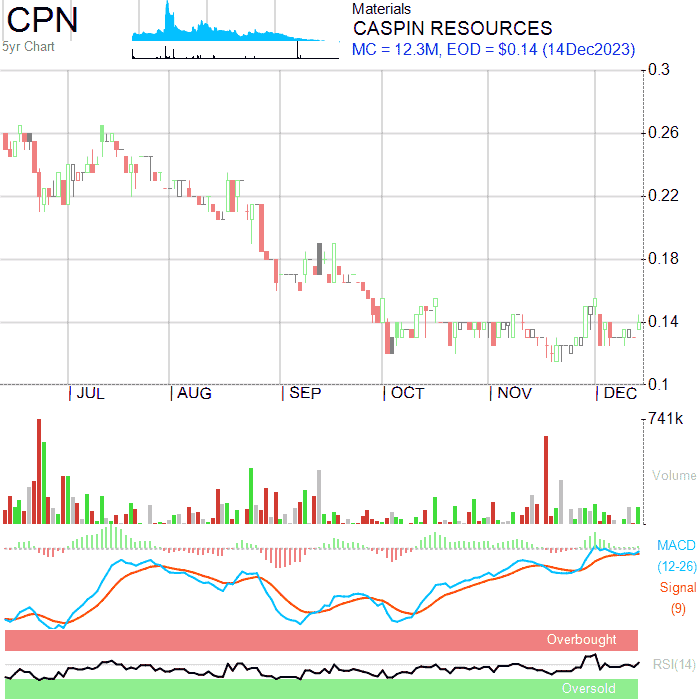 CPN
5yr Chart
Materials
CASPIN RESOURCES
MC = 12.3M, EOD = $0.14 (14Dec2023)
0.3
0.26
0.22
0.18
0.14
0.1
JUL
AUG
SEP
OCT
NOV
DEC
741k
Volume
MACD
(12-26)
Signal
(9)
Overbought
RSI(14)
Oversold